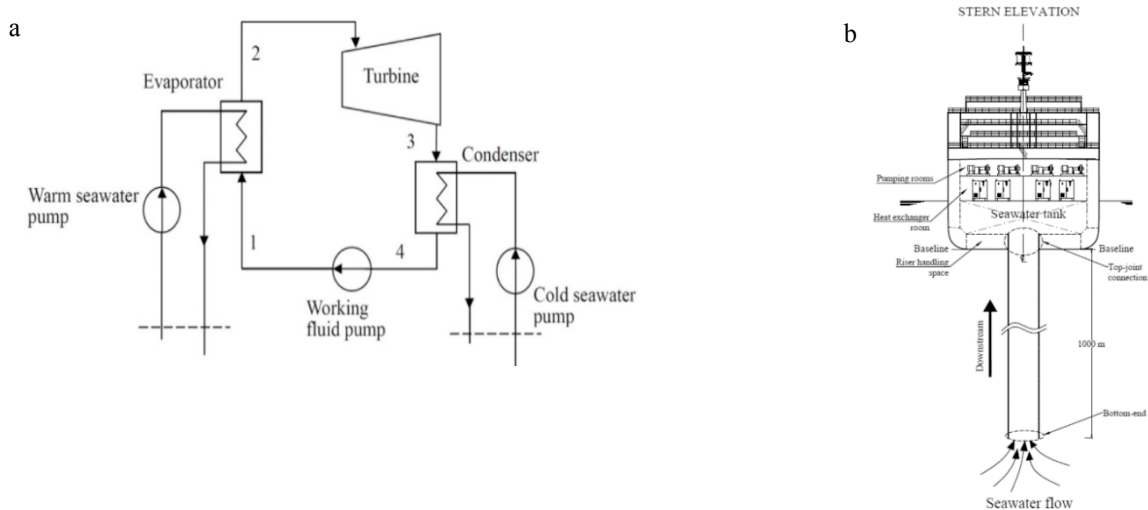 a
2
Evaporator
Turbine
3
Condenser
Warm seawater
pump
1
4
Working
fluid pump
Cold seawater
pump
b
STERN ELEVATION
Pumping rooms
Heat exchanger
room
Seawater tank
Baseline
Baseline
Riser handling
space
Top-joint
connection
Downstream
1000 m
Bottom-end
Seawater flow